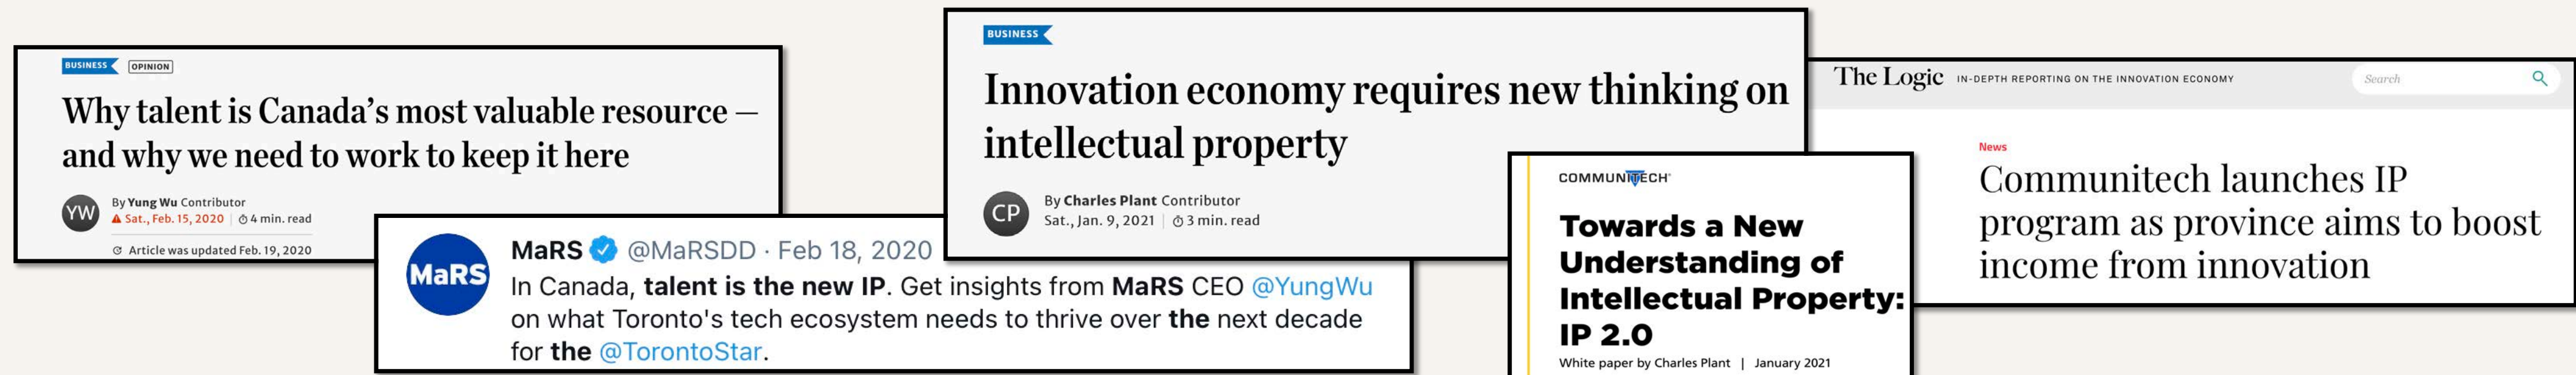 BUSINESS OPINION
Why talent is Canada's most valuable resource —
and why we need to work to keep it here
YW
By Yung Wu Contributor
Sat., Feb. 15, 2020 | 4 min. read
Article was updated Feb. 19, 2020
MaRS
MaRS @MaRSDD · Feb 18, 2020
In Canada, talent is the new IP. Get insights from MaRS CEO @YungWu
on what Toronto's tech ecosystem needs to thrive over the next decade
for the @TorontoStar.
BUSINESS
Innovation economy requires new thinking on
intellectual property
CP
By Charles Plant Contributor
Sat., Jan. 9, 2021 | 3 min. read
COMMUNITECH
Towards a New
Understanding of
Intellectual Property:
IP 2.0
White paper by Charles Plant | January 2021
The Logic IN-DEPTH REPORTING ON THE INNOVATION ECONOMY Search
News
Communitech launches IP
program as province aims to boost
income from innovation